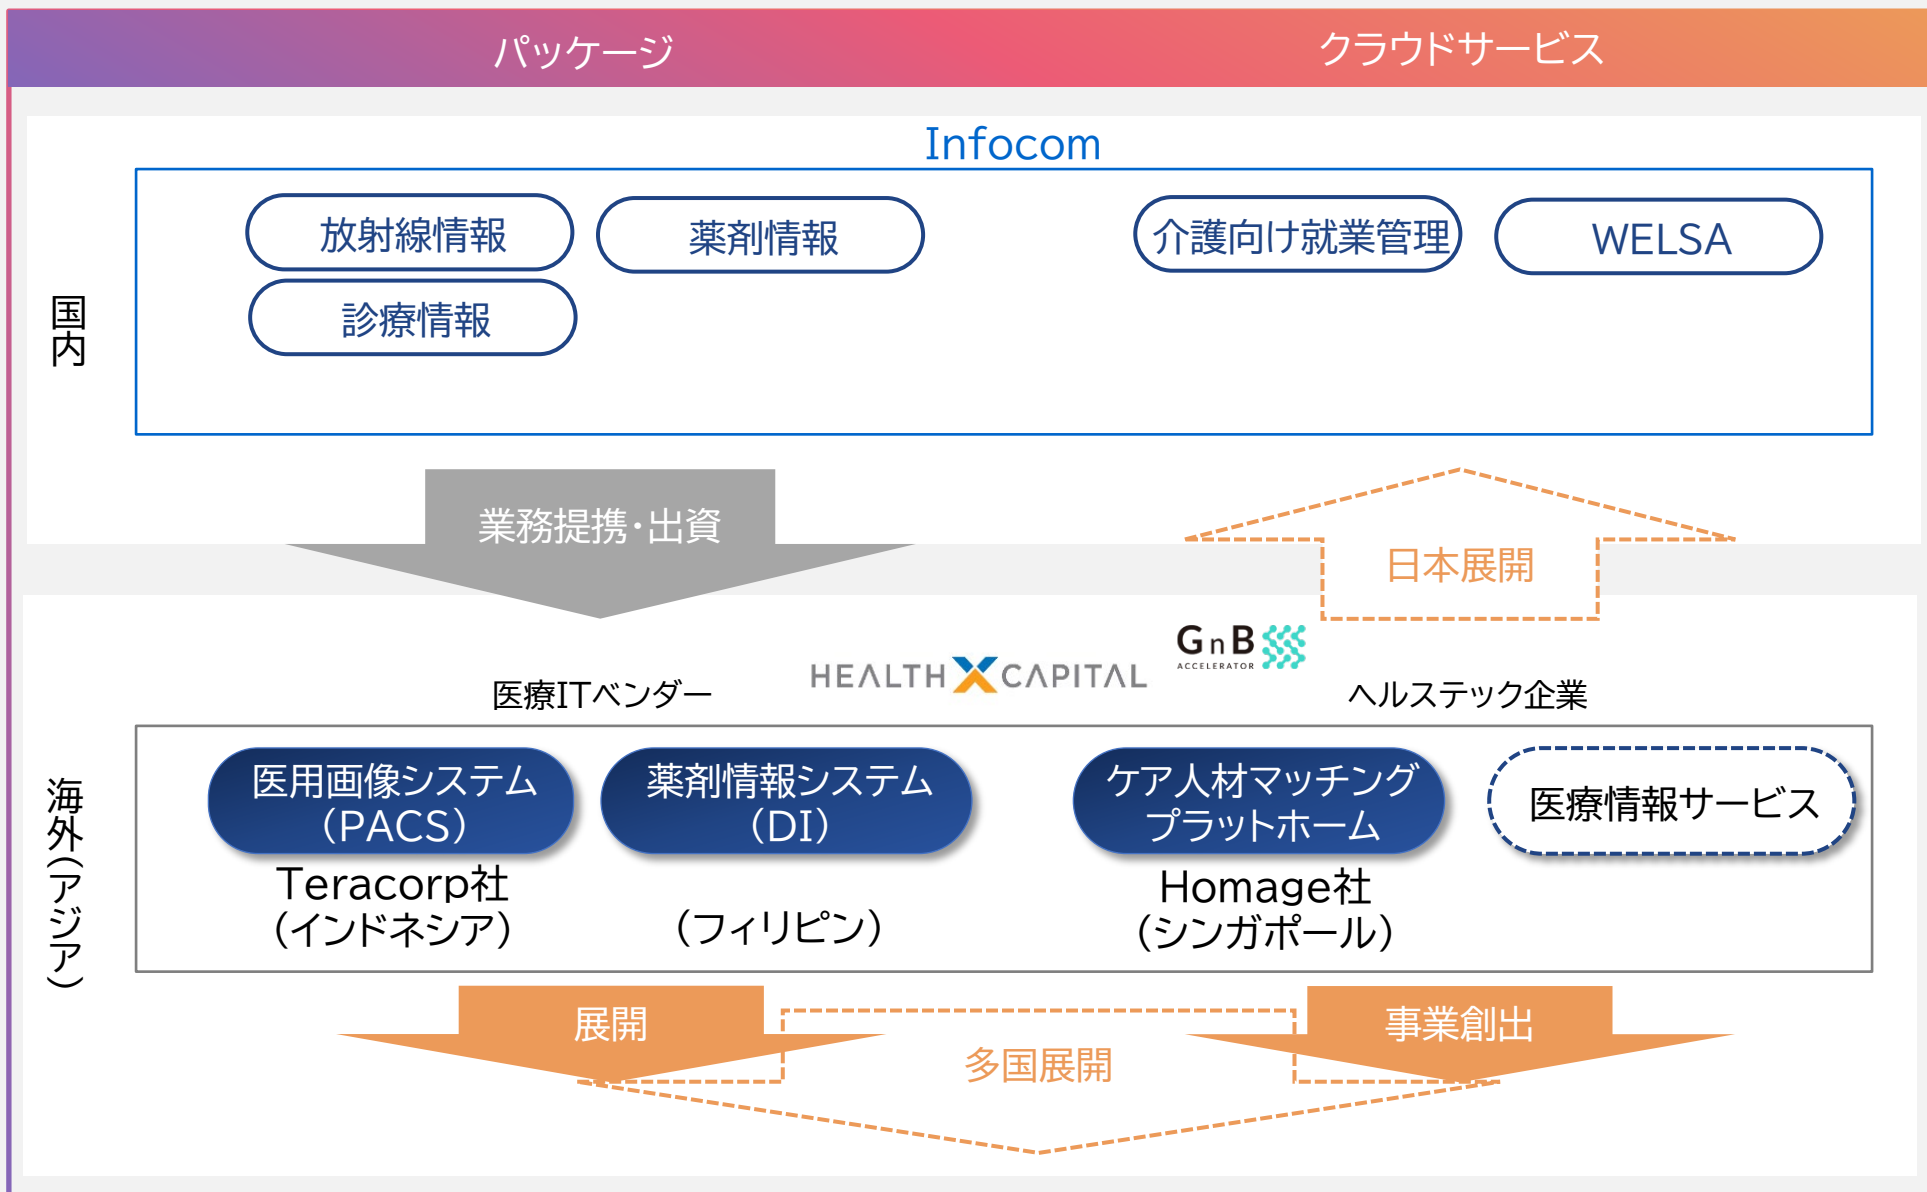 パッケージ
クラウドサービス
Infocom
国内
放射線情報
薬剤情報
介護向け就業管理
WELSA
診療情報
業務提携・出資
日本展開
GnB
ACCELERATOR
HEALTH X CAPITAL
医療ITベンダー
ヘルステック企業
海外(アジア)
医用画像システム
(PACS)
薬剤情報システム
(DI)
ケア人材マッチング
プラットホーム
医療情報サービス
Teracorp社
(インドネシア)
(フィリピン)
Homage社
(シンガポール)
展開
多国展開
事業創出